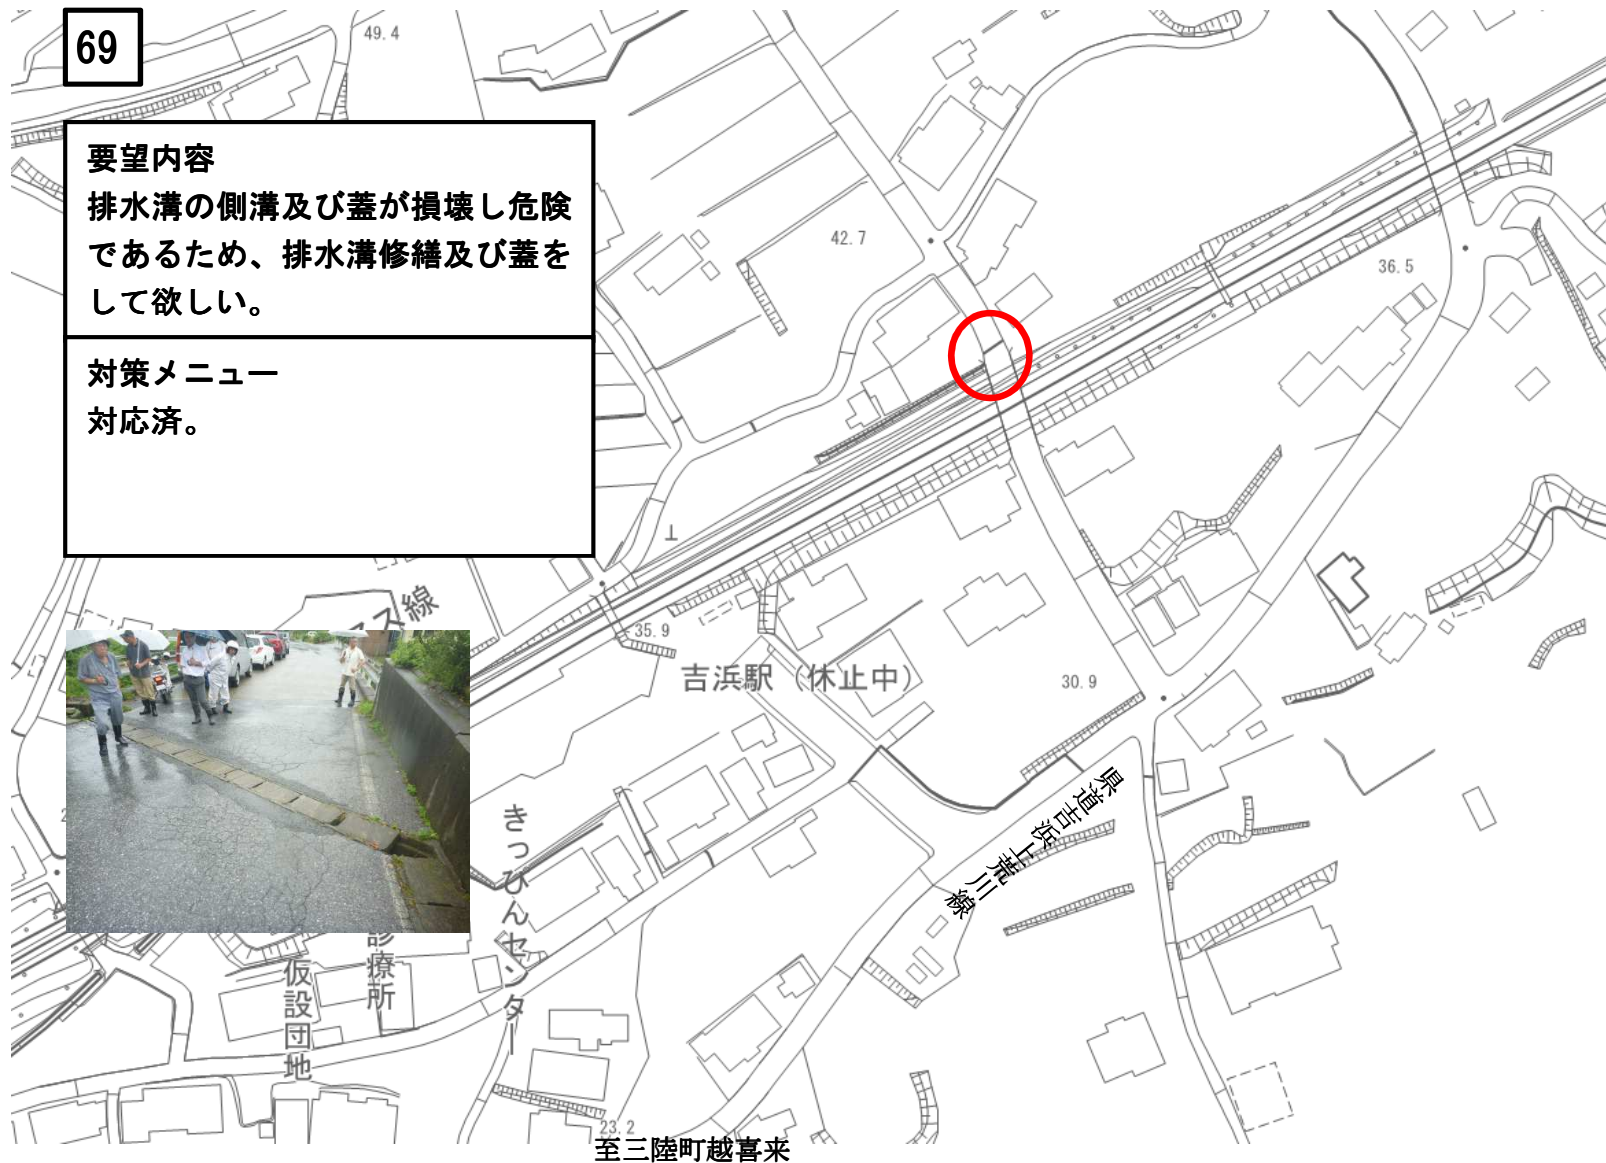 69
49.4
要望内容
排水溝の側溝及び蓋が損壊し危険
であるため、排水溝修繕及び蓋を
して欲しい。
対策メニュー
対応済。
42.7
36.5
ス線
35.9
吉浜駅（休止中）
30.9
県道吉浜上荒川線
きっぴんセンター
診療所
仮設団地
23.2
至三陸町越喜来